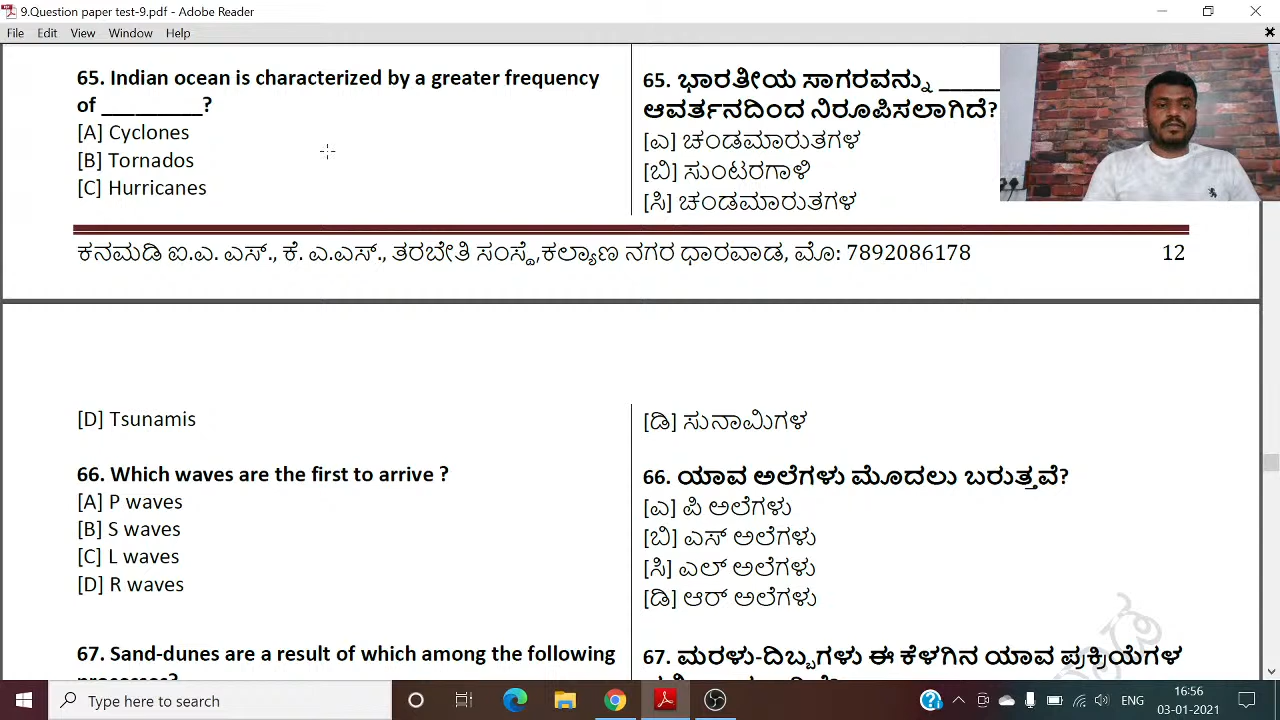 9.Question paper test-9.pdf - Adobe Reader
File Edit View Window Help
65. Indian ocean is characterized by a greater frequency
of __________?
[A] Cyclones
[B] Tornados
[C] Hurricanes
65. ಭಾರತೀಯ ಸಾಗರವನ್ನು ______
ಆವರ್ತನದಿಂದ ನಿರೂಪಿಸಲಾಗಿದೆ?
[ಎ] ಚಂಡಮಾರುತಗಳ
[ಬಿ] ಸುಂಟರಗಾಳಿ
[ಸಿ] ಚಂಡಮಾರುತಗಳ
ಕನಮಡಿ ಐ.ಎ. ಎಸ್., ಕೆ. ಎ.ಎಸ್., ತರಬೇತಿ ಸಂಸ್ಥೆ,ಕಲ್ಯಾಣ ನಗರ ಧಾರವಾಡ, ಮೊ: 7892086178 12
[D] Tsunamis
66. Which waves are the first to arrive ?
[A] P waves
[B] S waves
[C] L waves
[D] R waves
67. Sand-dunes are a result of which among the following
[ಡಿ] ಸುನಾಮಿಗಳ
66. ಯಾವ ಅಲೆಗಳು ಮೊದಲು ಬರುತ್ತವೆ?
[ಎ] ಪಿ ಅಲೆಗಳು
[ಬಿ] ಎಸ್ ಅಲೆಗಳು
[ಸಿ] ಎಲ್ ಅಲೆಗಳು
[ಡಿ] ಆರ್ ಅಲೆಗಳು
67. ಮರಳು-ದಿಬ್ಬಗಳು ಈ ಕೆಳಗಿನ ಯಾವ ಪ್ರಕ್ರಿಯೆಗಳ
Type here to search
ENG
16:56
03-01-2021